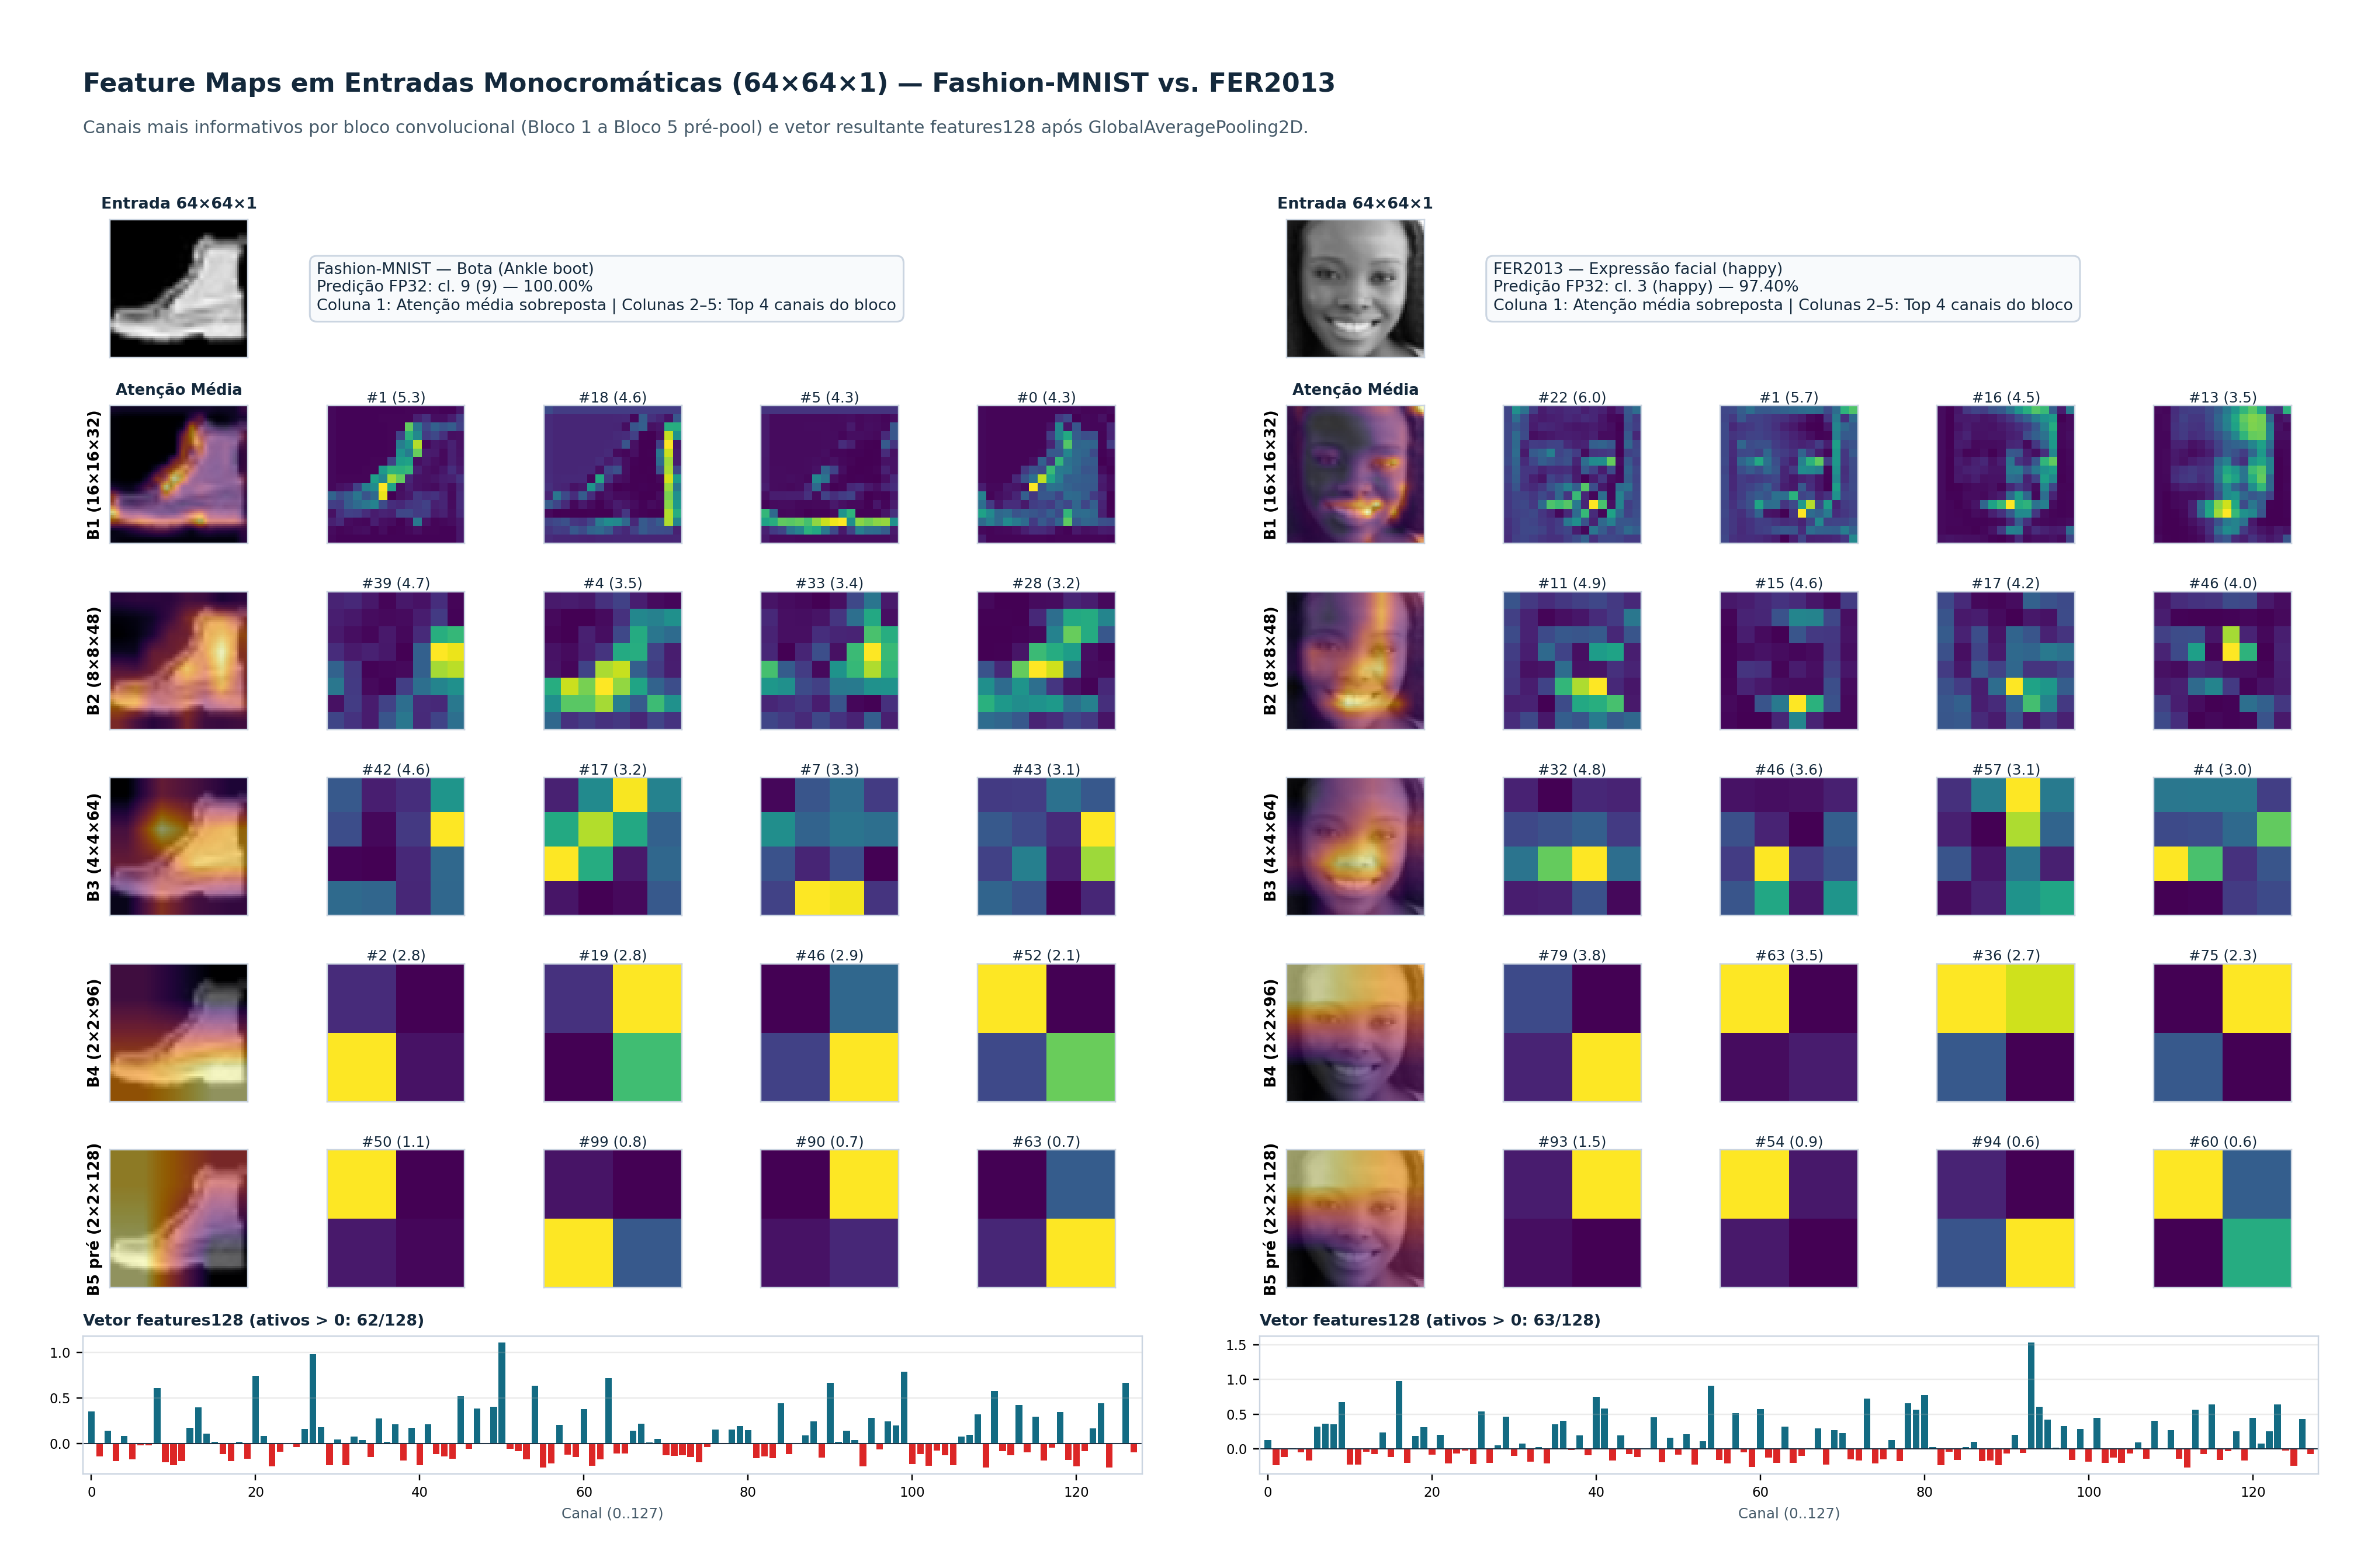 Feature Maps em Entradas Monocromáticas (64×64×1) — Fashion-MNIST vs. FER2013
Canais mais informativos por bloco convolucional (Bloco 1 a Bloco 5 pré-pool) e vetor resultante features128 após GlobalAveragePooling2D.
Entrada 64×64×1
Fashion-MNIST — Bota (Ankle boot)
Predição FP32: cl. 9 (9) — 100.00%
Coluna 1: Atenção média sobreposta | Colunas 2–5: Top 4 canais do bloco
Atenção Média
#1 (5.3) #18 (4.6) #5 (4.3) #0 (4.3)
B1 (16×16×32)
#39 (4.7) #4 (3.5) #33 (3.4) #28 (3.2)
B2 (8×8×48)
#42 (4.6) #17 (3.2) #7 (3.3) #43 (3.1)
B3 (4×4×64)
#2 (2.8) #19 (2.8) #46 (2.9) #52 (2.1)
B4 (2×2×96)
#50 (1.1) #99 (0.8) #90 (0.7) #63 (0.7)
B5 pré (2×2×128)
Vetor features128 (ativos > 0: 62/128)
1.0
0.5
0.0
0 20 40 60 80 100 120
Canal (0..127)
Entrada 64×64×1
FER2013 — Expressão facial (happy)
Predição FP32: cl. 3 (happy) — 97.40%
Coluna 1: Atenção média sobreposta | Colunas 2–5: Top 4 canais do bloco
Atenção Média
#22 (6.0) #1 (5.7) #16 (4.5) #13 (3.5)
B1 (16×16×32)
#11 (4.9) #15 (4.6) #17 (4.2) #46 (4.0)
B2 (8×8×48)
#32 (4.8) #46 (3.6) #57 (3.1) #4 (3.0)
B3 (4×4×64)
#79 (3.8) #63 (3.5) #36 (2.7) #75 (2.3)
B4 (2×2×96)
#93 (1.5) #54 (0.9) #94 (0.6) #60 (0.6)
B5 pré (2×2×128)
Vetor features128 (ativos > 0: 63/128)
1.5
1.0
0.5
0.0
0 20 40 60 80 100 120
Canal (0..127)